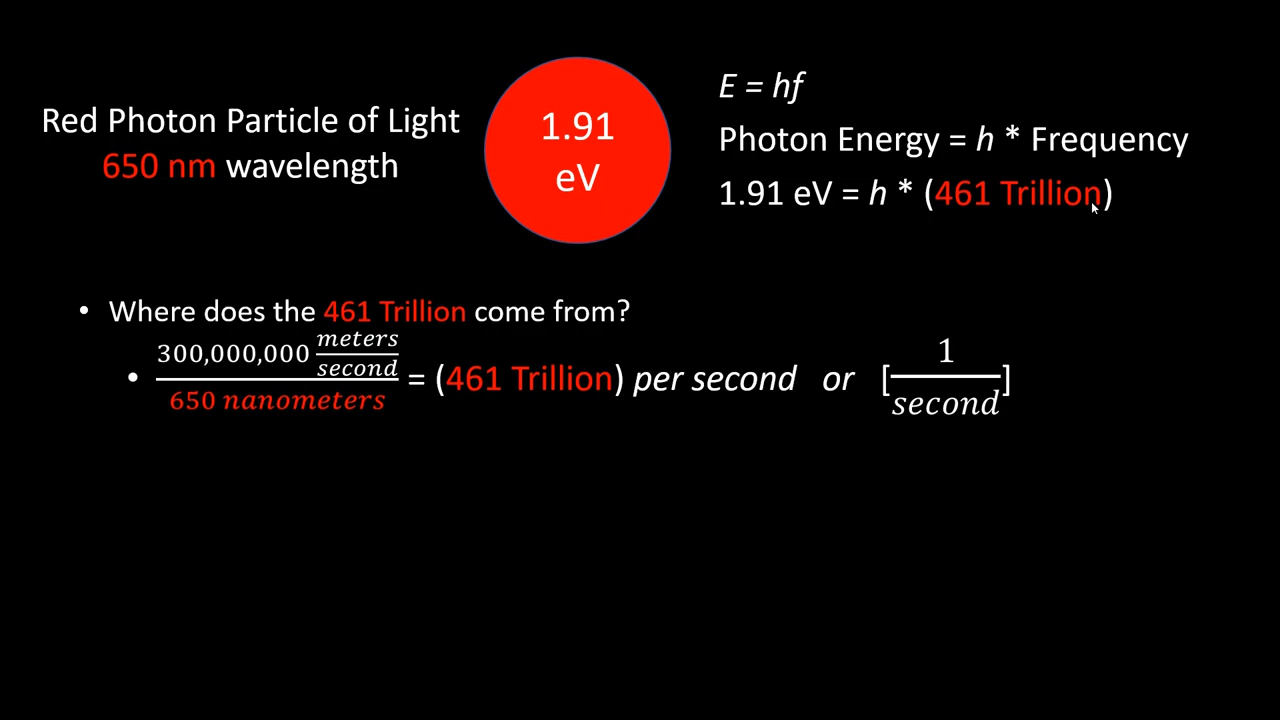 Red Photon Particle of Light
650 nm wavelength
1.91
eV
E = hf
Photon Energy = h * Frequency
1.91 eV = h * (461 Trillion)
• Where does the 461 Trillion come from?
• 300,000,000 meters/second / 650 nanometers = (461 Trillion) per second or [1/second]